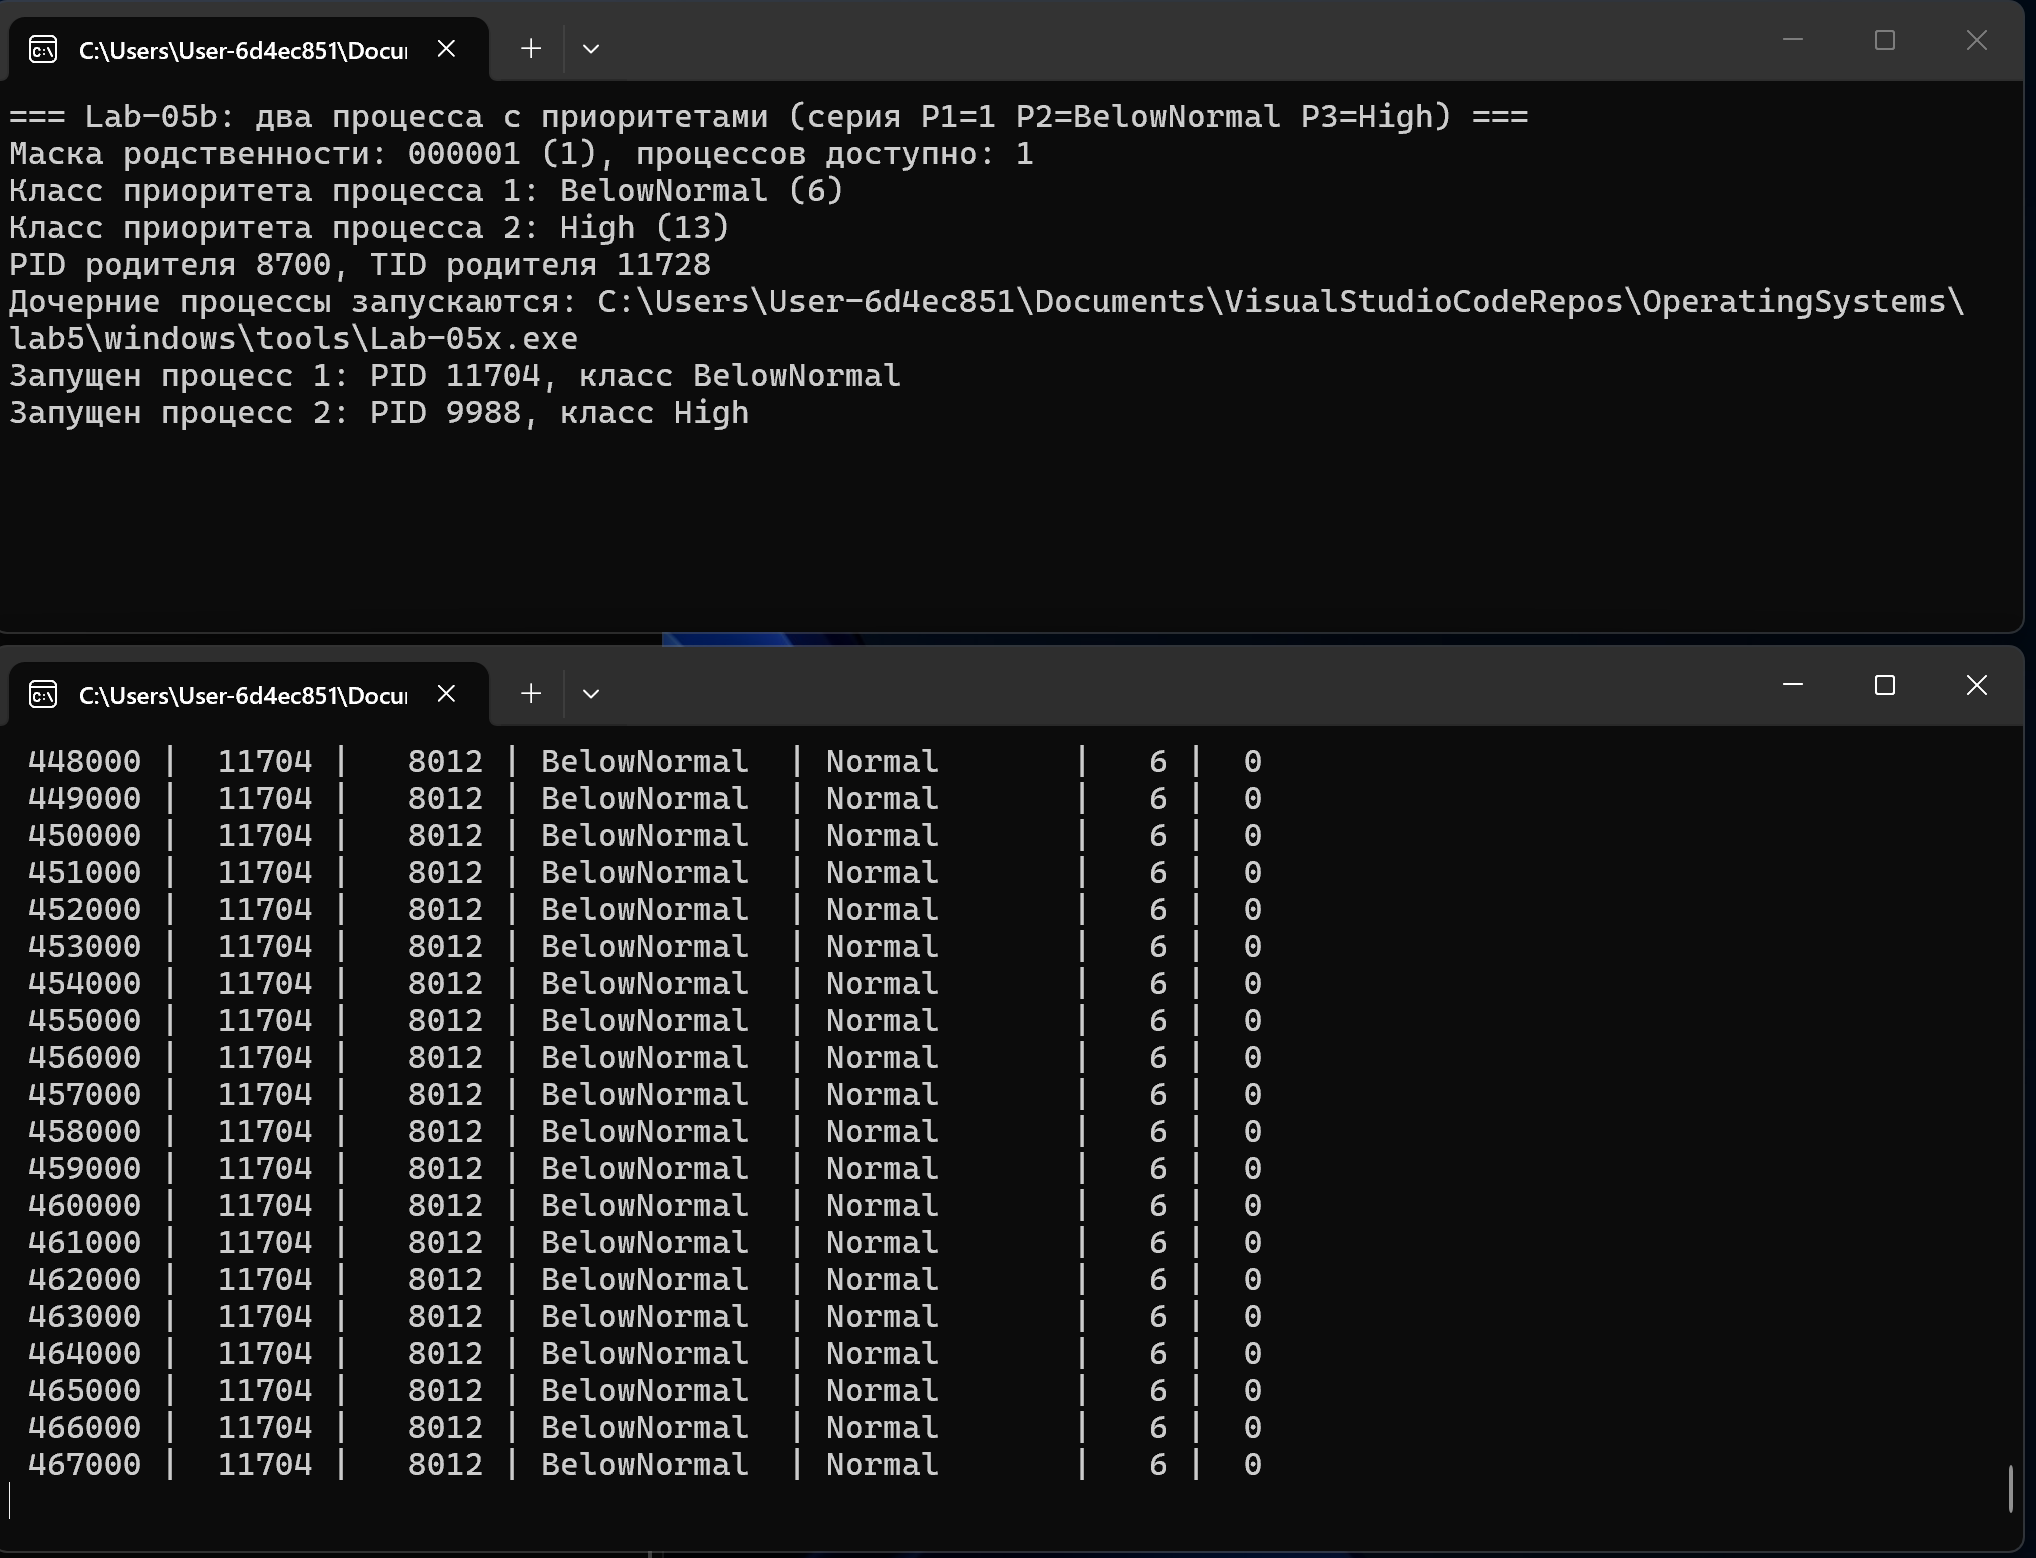 C:\Users\User-6d4ec851\Docu
=== Lab-05b: два процесса с приоритетами (серия P1=1 P2=BelowNormal P3=High) ===
Маска родственности: 000001 (1), процессов доступно: 1
Класс приоритета процесса 1: BelowNormal (6)
Класс приоритета процесса 2: High (13)
PID родителя 8700, TID родителя 11728
Дочерние процессы запускаются: C:\Users\User-6d4ec851\Documents\VisualStudioCodeRepos\OperatingSystems\
lab5\windows\tools\Lab-05x.exe
Запущен процесс 1: PID 11704, класс BelowNormal
Запущен процесс 2: PID 9988, класс High
C:\Users\User-6d4ec851\Docu
448000 | 11704 | 8012 | BelowNormal | Normal | 6 | 0
449000 | 11704 | 8012 | BelowNormal | Normal | 6 | 0
450000 | 11704 | 8012 | BelowNormal | Normal | 6 | 0
451000 | 11704 | 8012 | BelowNormal | Normal | 6 | 0
452000 | 11704 | 8012 | BelowNormal | Normal | 6 | 0
453000 | 11704 | 8012 | BelowNormal | Normal | 6 | 0
454000 | 11704 | 8012 | BelowNormal | Normal | 6 | 0
455000 | 11704 | 8012 | BelowNormal | Normal | 6 | 0
456000 | 11704 | 8012 | BelowNormal | Normal | 6 | 0
457000 | 11704 | 8012 | BelowNormal | Normal | 6 | 0
458000 | 11704 | 8012 | BelowNormal | Normal | 6 | 0
459000 | 11704 | 8012 | BelowNormal | Normal | 6 | 0
460000 | 11704 | 8012 | BelowNormal | Normal | 6 | 0
461000 | 11704 | 8012 | BelowNormal | Normal | 6 | 0
462000 | 11704 | 8012 | BelowNormal | Normal | 6 | 0
463000 | 11704 | 8012 | BelowNormal | Normal | 6 | 0
464000 | 11704 | 8012 | BelowNormal | Normal | 6 | 0
465000 | 11704 | 8012 | BelowNormal | Normal | 6 | 0
466000 | 11704 | 8012 | BelowNormal | Normal | 6 | 0
467000 | 11704 | 8012 | BelowNormal | Normal | 6 | 0